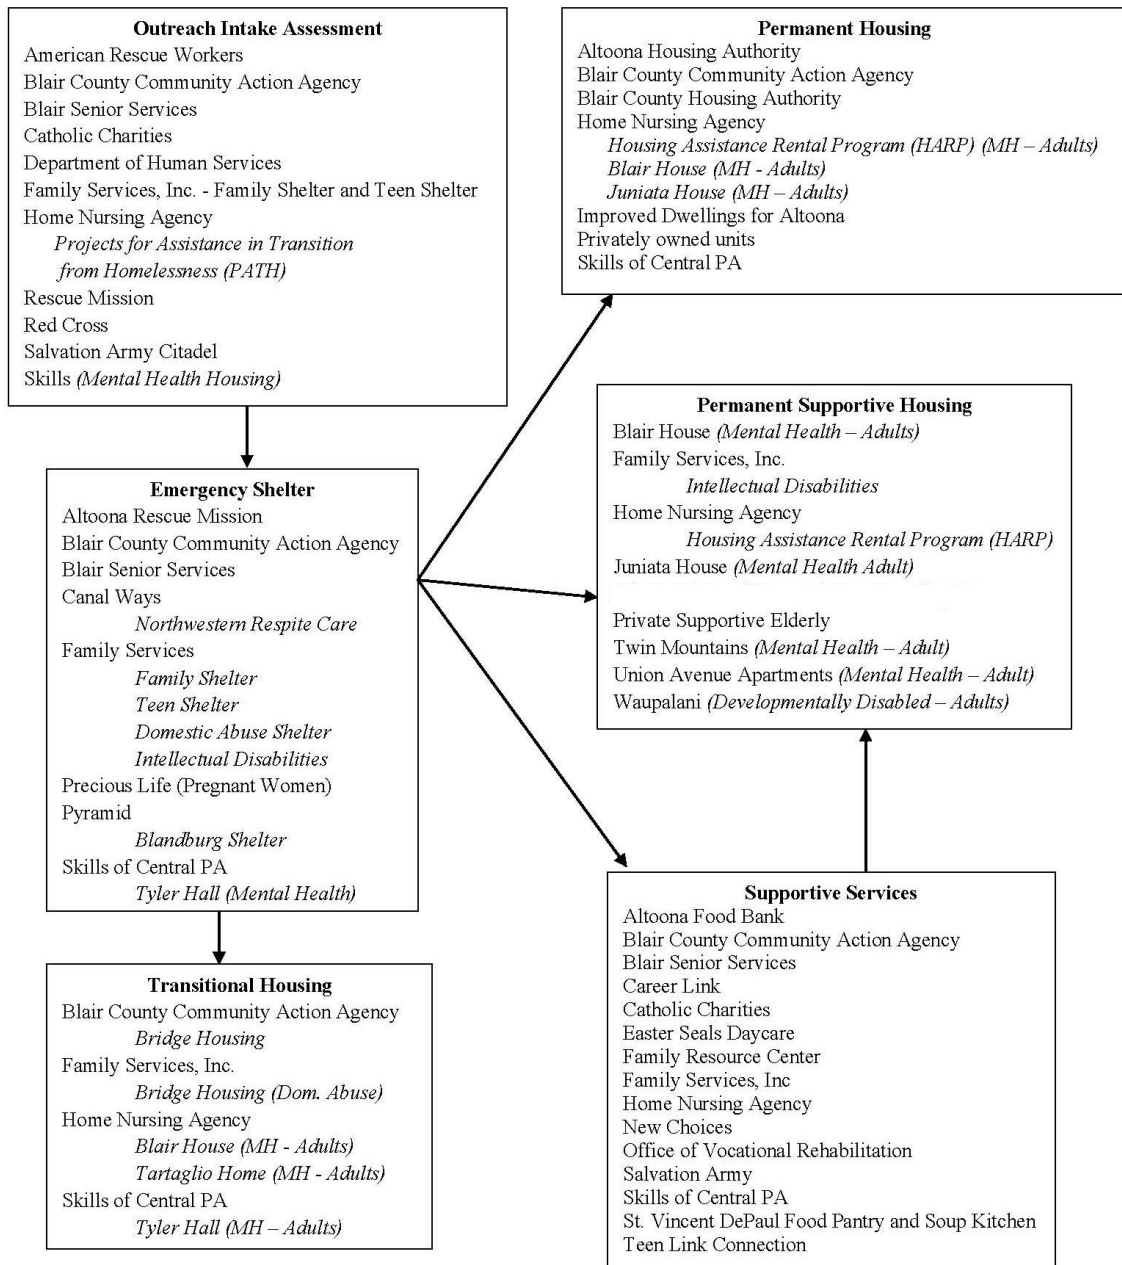 Outreach Intake Assessment
American Rescue Workers
Blair County Community Action Agency
Blair Senior Services
Catholic Charities
Department of Human Services
Family Services, Inc. - Family Shelter and Teen Shelter
Home Nursing Agency
Projects for Assistance in Transition
from Homelessness (PATH)
Rescue Mission
Red Cross
Salvation Army Citadel
Skills (Mental Health Housing)
Emergency Shelter
Altoona Rescue Mission
Blair County Community Action Agency
Blair Senior Services
Canal Ways
Northwestern Respite Care
Family Services
Family Shelter
Teen Shelter
Domestic Abuse Shelter
Intellectual Disabilities
Precious Life (Pregnant Women)
Pyramid
Blandburg Shelter
Skills of Central PA
Tyler Hall (Mental Health)
Transitional Housing
Blair County Community Action Agency
Bridge Housing
Family Services, Inc.
Bridge Housing (Dom. Abuse)
Home Nursing Agency
Blair House (MH - Adults)
Tartaglio Home (MH - Adults)
Skills of Central PA
Tyler Hall (MH – Adults)
Permanent Housing
Altoona Housing Authority
Blair County Community Action Agency
Blair County Housing Authority
Home Nursing Agency
Housing Assistance Rental Program (HARP) (MH – Adults)
Blair House (MH - Adults)
Juniata House (MH – Adults)
Improved Dwellings for Altoona
Privately owned units
Skills of Central PA
Permanent Supportive Housing
Blair House (Mental Health – Adults)
Family Services, Inc.
Intellectual Disabilities
Home Nursing Agency
Housing Assistance Rental Program (HARP)
Juniata House (Mental Health Adult)
Private Supportive Elderly
Twin Mountains (Mental Health – Adult)
Union Avenue Apartments (Mental Health – Adult)
Waupalani (Developmentally Disabled – Adults)
Supportive Services
Altoona Food Bank
Blair County Community Action Agency
Blair Senior Services
Career Link
Catholic Charities
Easter Seals Daycare
Family Resource Center
Family Services, Inc
Home Nursing Agency
New Choices
Office of Vocational Rehabilitation
Salvation Army
Skills of Central PA
St. Vincent DePaul Food Pantry and Soup Kitchen
Teen Link Connection